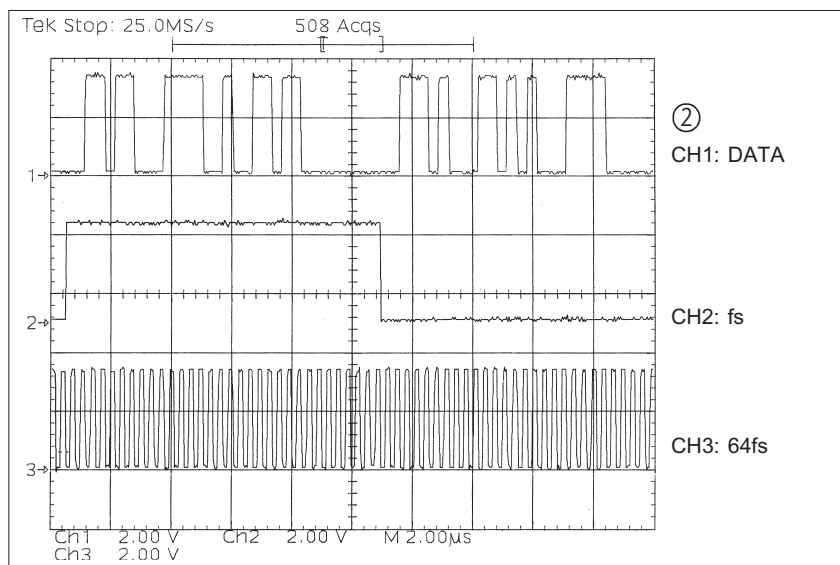 Tek Stop: 25.0MS/s 508 Acqs
②
CH1: DATA
1
CH2: fs
2
CH3: 64fs
3
Ch1 2.00 V Ch2 2.00 V M 2.00µs
Ch3 2.00 V